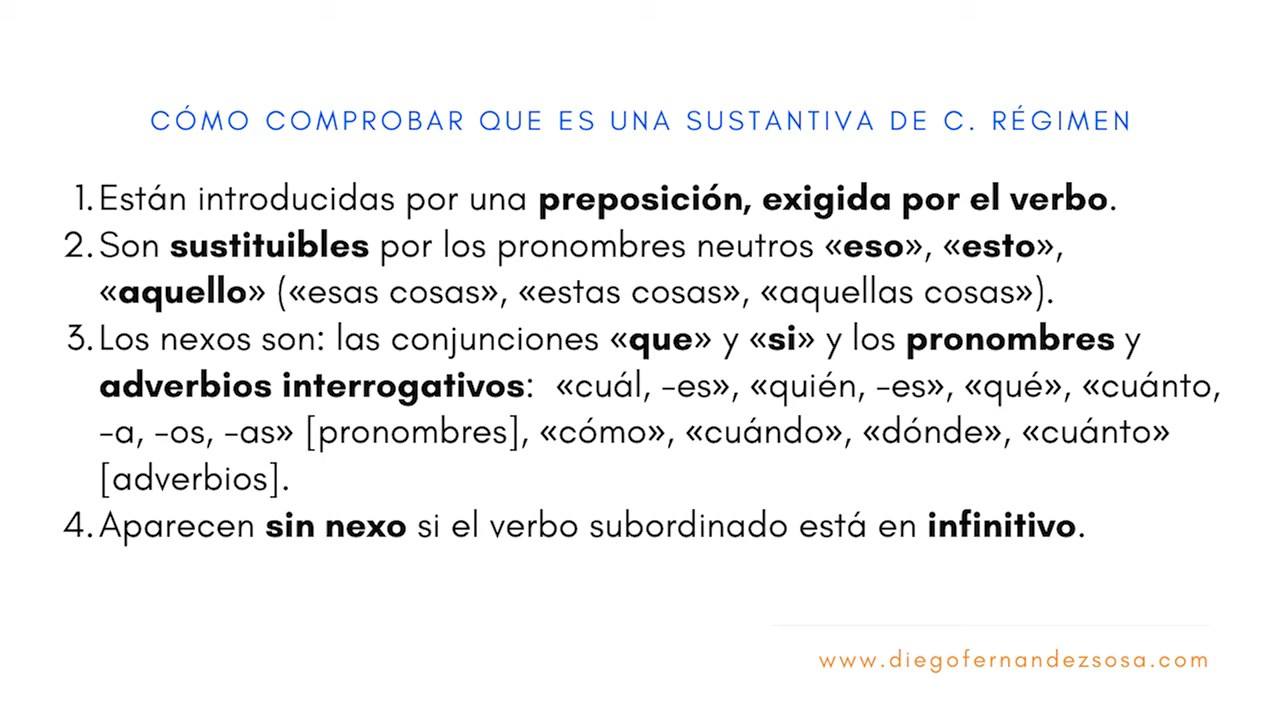 CÓMO COMPROBAR QUE ES UNA SUSTANTIVA DE C. RÉGIMEN
1. Están introducidas por una preposición, exigida por el verbo.
2. Son sustituibles por los pronombres neutros «eso», «esto»,
«aquello» («esas cosas», «estas cosas», «aquellas cosas»).
3. Los nexos son: las conjunciones «que» y «si» y los pronombres y
adverbios interrogativos: «cuál, -es», «quién, -es», «qué», «cuánto,
-a, -os, -as» [pronombres], «cómo», «cuándo», «dónde», «cuánto»
[adverbios].
4. Aparecen sin nexo si el verbo subordinado está en infinitivo.
www.diegofernandezsosa.com